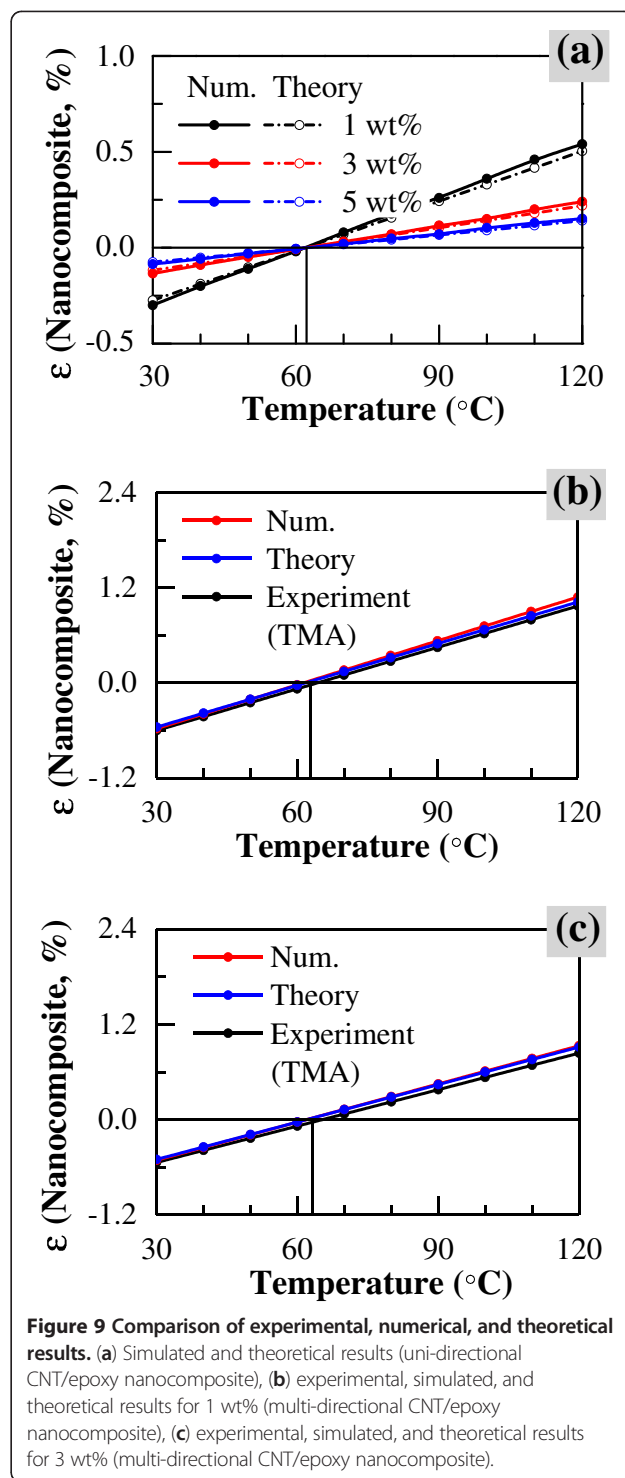 (a)
1.0
0.5
0.0
-0.5
Num. Theory
1 wt%
3 wt%
5 wt%
ε (Nanocomposite, %)
30 60 90 120
Temperature (°C)
(b)
2.4
1.2
0.0
-1.2
Num.
Theory
Experiment
(TMA)
ε (Nanocomposite, %)
30 60 90 120
Temperature (°C)
(c)
2.4
1.2
0.0
-1.2
Num.
Theory
Experiment
(TMA)
ε (Nanocomposite, %)
30 60 90 120
Temperature (°C)
Figure 9 Comparison of experimental, numerical, and theoretical
results. (a) Simulated and theoretical results (uni-directional
CNT/epoxy nanocomposite), (b) experimental, simulated, and
theoretical results for 1 wt% (multi-directional CNT/epoxy
nanocomposite), (c) experimental, simulated, and theoretical results
for 3 wt% (multi-directional CNT/epoxy nanocomposite).